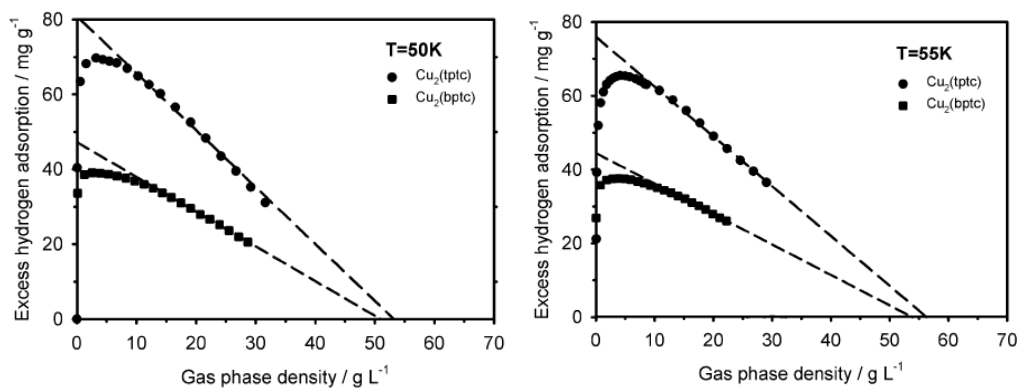 Excess hydrogen adsorption / mg g⁻¹
80
60
40
20
0
0 10 20 30 40 50 60 70
Gas phase density / g L⁻¹
T=50K
Cu₂(tptc)
Cu₂(bptc)
Excess hydrogen adsorption / mg g⁻¹
80
60
40
20
0
0 10 20 30 40 50 60 70
Gas phase density / g L⁻¹
T=55K
Cu₂(tptc)
Cu₂(bptc)